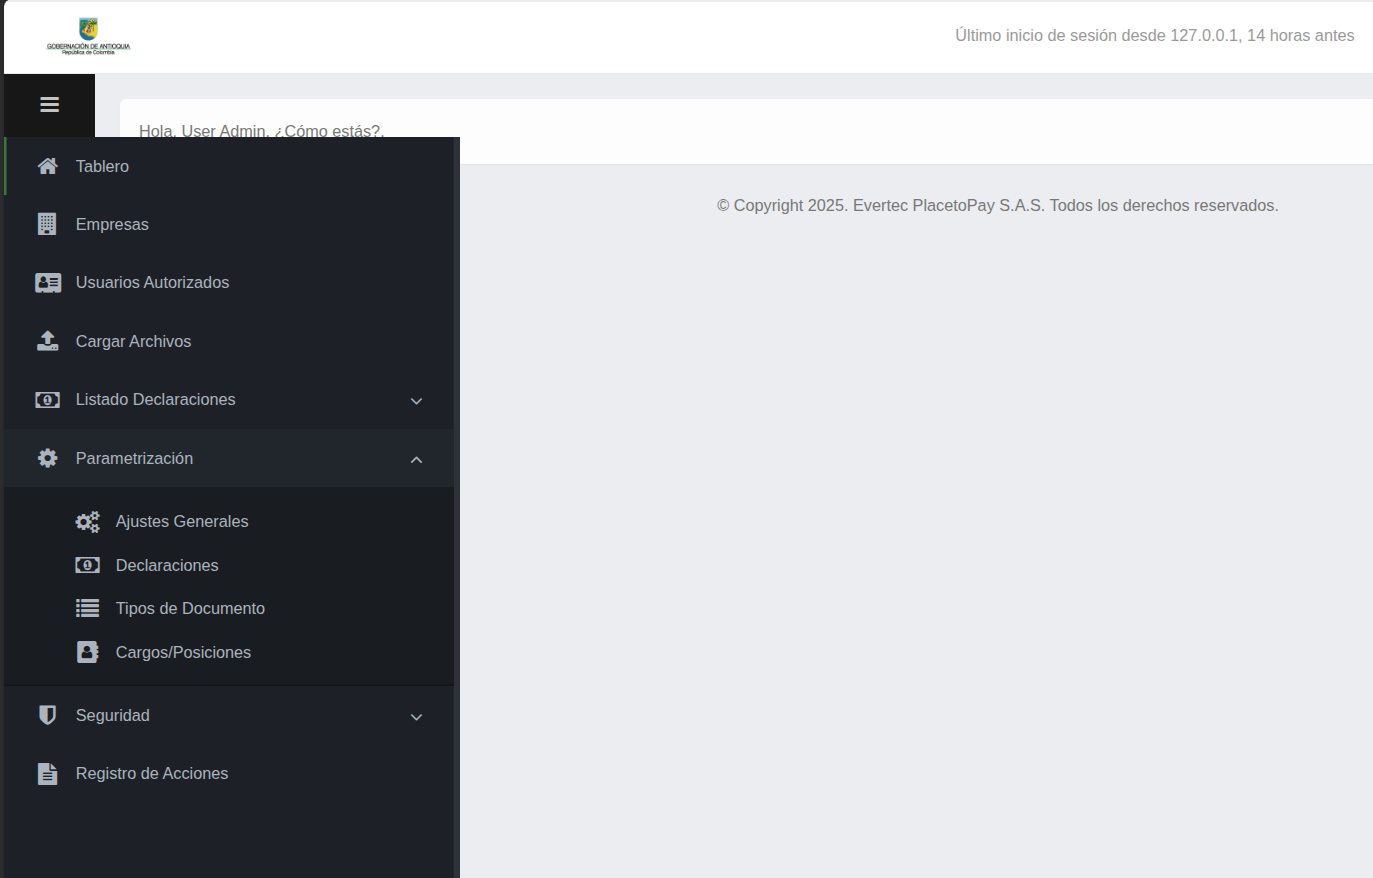 GOBERNACIÓN DE ANTIOQUIA
República de Colombia
Último inicio de sesión desde 127.0.0.1, 14 horas antes
Hola, User Admin. ¿Cómo estás?.
Tablero
Empresas
Usuarios Autorizados
Cargar Archivos
Listado Declaraciones
Parametrización
Ajustes Generales
Declaraciones
Tipos de Documento
Cargos/Posiciones
Seguridad
Registro de Acciones
© Copyright 2025. Evertec PlacetoPay S.A.S. Todos los derechos reservados.